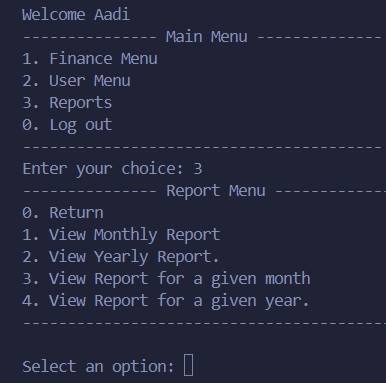 Welcome Aadi
--------------- Main Menu --------------
1. Finance Menu
2. User Menu
3. Reports
0. Log out
----------------------------------------
Enter your choice: 3
--------------- Report Menu ------------
0. Return
1. View Monthly Report
2. View Yearly Report.
3. View Report for a given month
4. View Report for a given year.
----------------------------------------
Select an option: